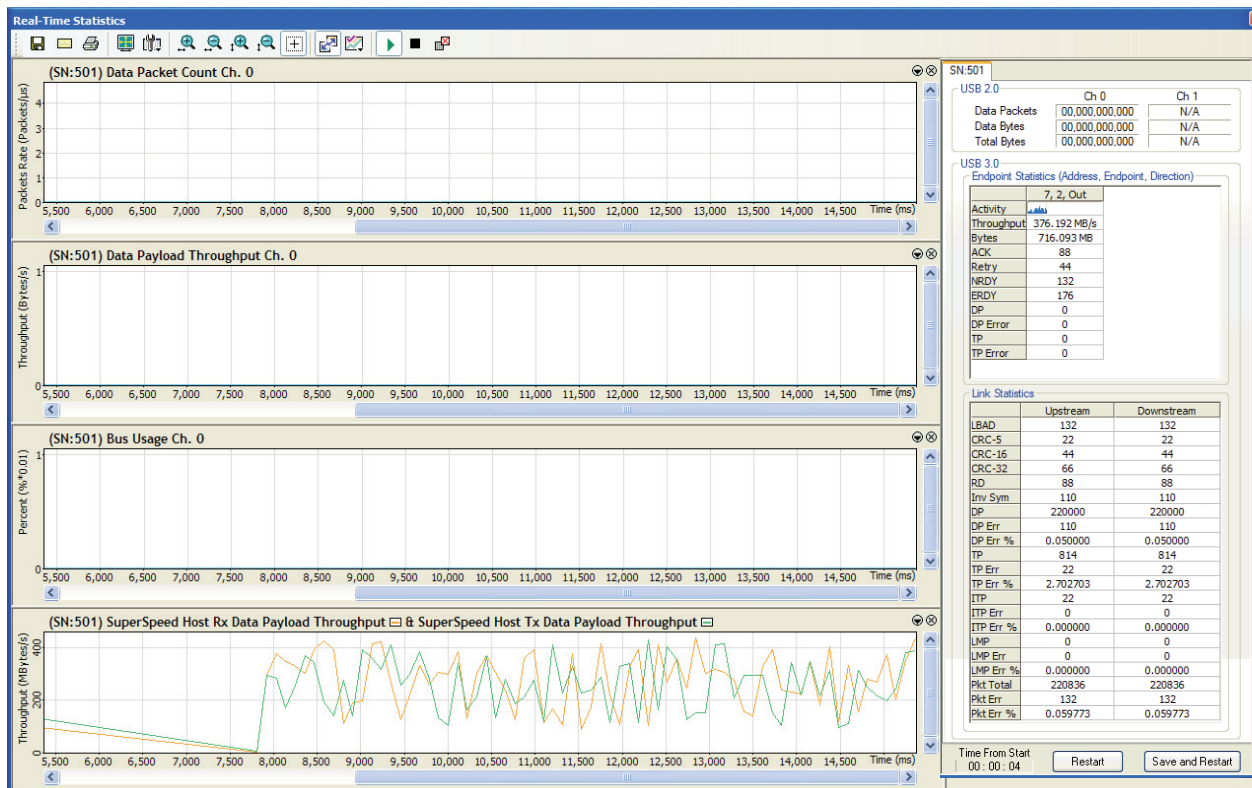 Real-Time Statistics
(SN:501) Data Packet Count Ch. 0
Packets Rate (Packets/µs)
4
3
2
1
0
5,500 6,000 7,000 7,500 8,500 9,000 9,500 10,000 10,500 11,000 11,500 12,000 12,500 13,000 13,500 14,000 14,500 Time (ms)
(SN:501) Data Payload Throughput Ch. 0
Throughput (Bytes/s)
1
0
5,500 6,000 6,500 7,000 7,500 8,000 8,500 9,000 9,500 10,000 10,500 11,000 11,500 12,000 12,500 13,000 13,500 14,000 14,500 Time (ms)
(SN:501) Bus Usage Ch. 0
Percent (%*0.01)
1
0
5,500 6,000 6,500 7,000 7,500 8,000 8,500 9,000 9,500 10,000 10,500 11,000 11,500 12,000 12,500 13,000 13,500 14,000 14,500 Time (ms)
(SN:501) SuperSpeed Host Rx Data Payload Throughput & SuperSpeed Host Tx Data Payload Throughput
Throughput (MBytes/s)
400
200
0
5,500 6,000 6,500 7,000 7,500 8,000 8,500 9,000 9,500 10,000 10,500 11,000 11,500 12,000 12,500 13,000 13,500 14,000 14,500 Time (ms)
SN:501
USB 2.0
Ch 0 Ch 1
Data Packets 00,000,000,000 N/A
Data Bytes 00,000,000,000 N/A
Total Bytes 00,000,000,000 N/A
USB 3.0
Endpoint Statistics (Address, Endpoint, Direction)
7, 2, Out
Activity
Throughput 376.192 MB/s
Bytes 716.093 MB
ACK 88
Retry 44
NRDY 132
ERDY 176
DP 0
DP Error 0
TP 0
TP Error 0
Link Statistics
Upstream Downstream
LBAD 132 132
CRC-5 22 22
CRC-16 44 44
CRC-32 66 66
RD 88 88
Inv Sym 110 110
DP 220000 220000
DP Err 110 110
DP Err % 0.050000 0.050000
TP 814 814
TP Err 22 22
TP Err % 2.702703 2.702703
ITP 22 22
ITP Err 0 0
ITP Err % 0.000000 0.000000
LMP 0 0
LMP Err 0 0
LMP Err % 0.000000 0.000000
Pkt Total 220836 220836
Pkt Err 132 132
Pkt Err % 0.059773 0.059773
Time From Start
00 : 00 : 04
Restart
Save and Restart